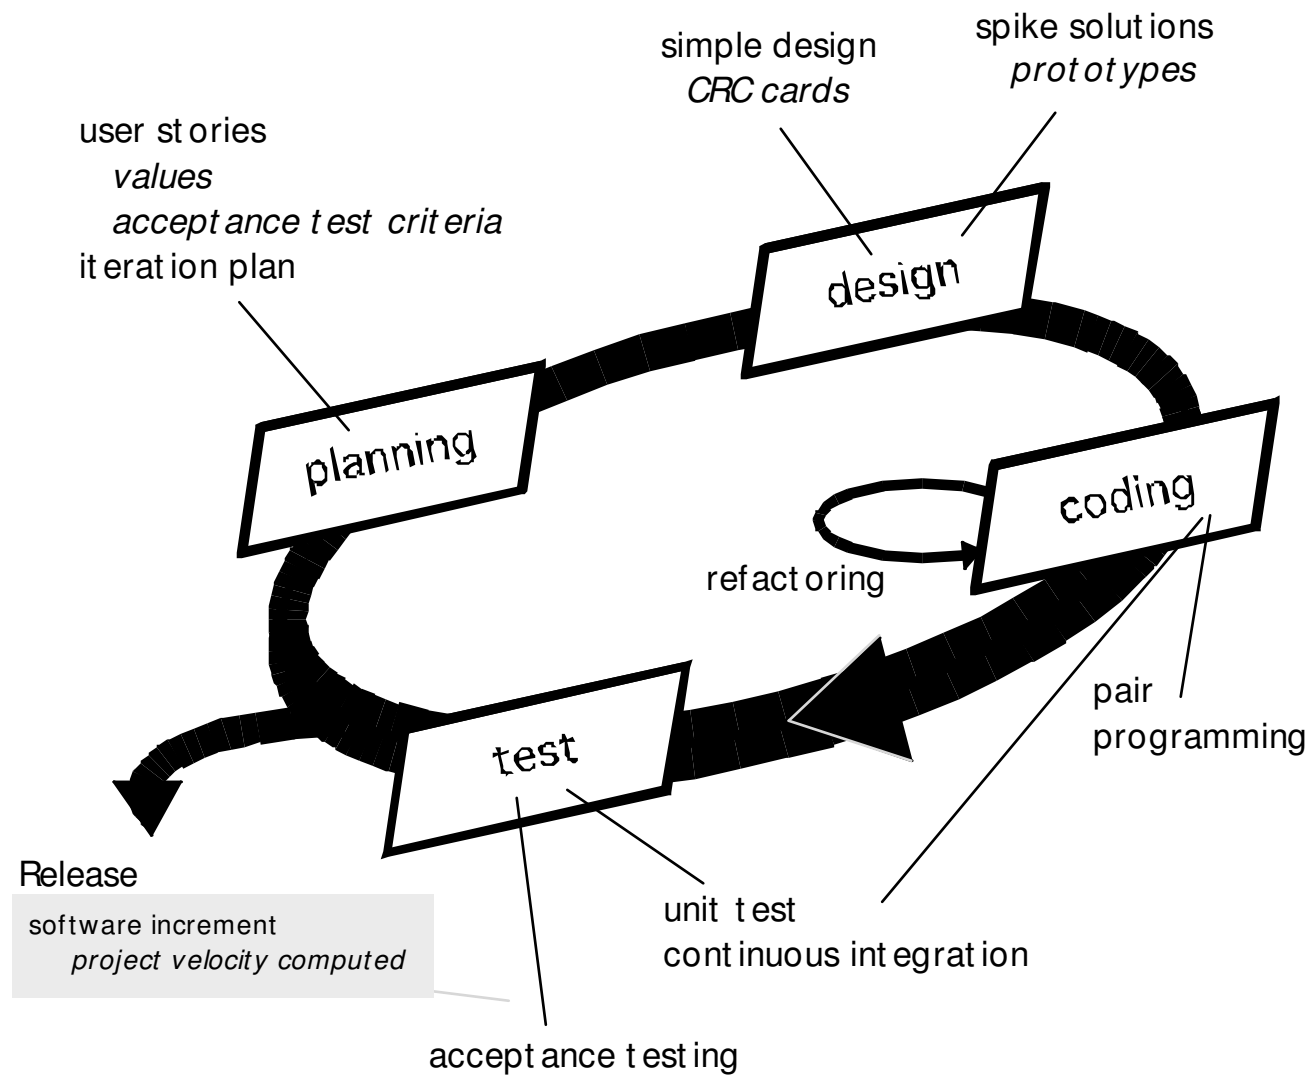 spike solutions
simple design
prototypes
CRC cards
user stories
values
acceptance test criteria
iteration plan
design
planning
coding
refactoring
pair
programming
test
Release
software increment
project velocity computed
unit test
continuous integration
acceptance testing